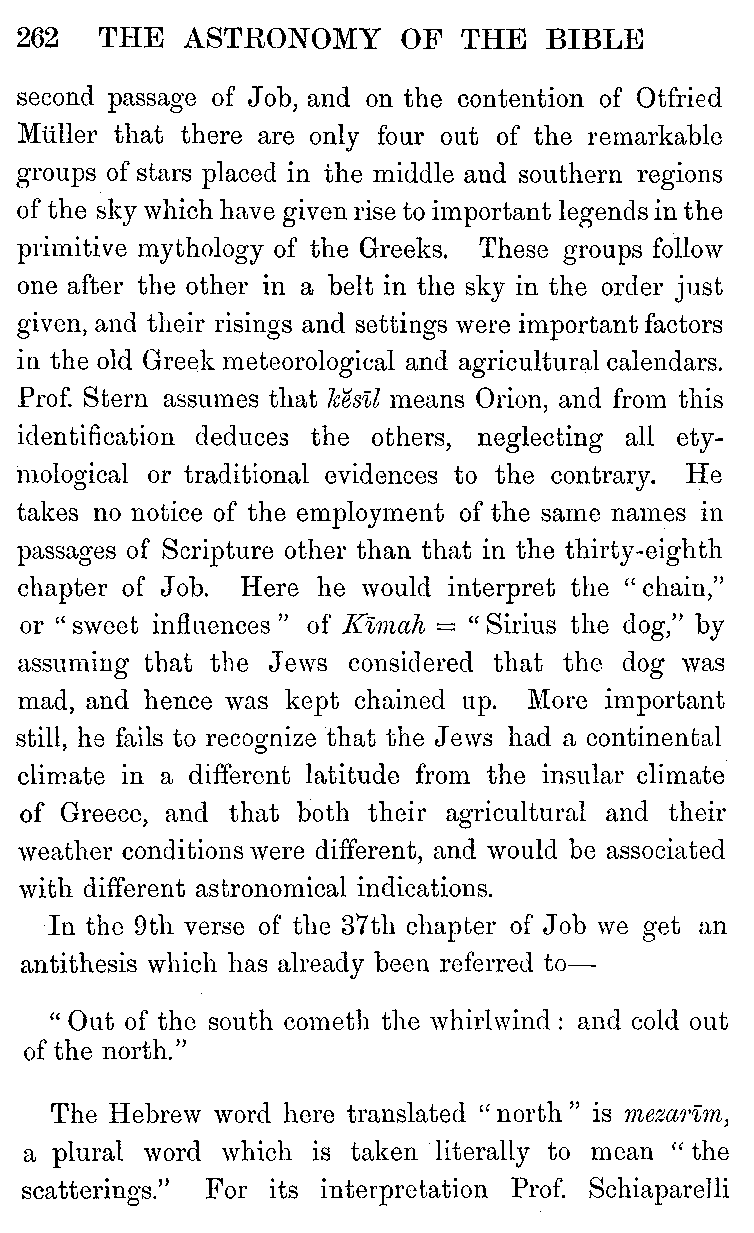 262 THE ASTRONOMY OF THE BIBLE
second passage of Job, and on the contention of Otfried
Müller that there are only four out of the remarkable
groups of stars placed in the middle and southern regions
of the sky which have given rise to important legends in the
primitive mythology of the Greeks. These groups follow
one after the other in a belt in the sky in the order just
given, and their risings and settings were important factors
in the old Greek meteorological and agricultural calendars.
Prof. Stern assumes that kĕsīl means Orion, and from this
identification deduces the others, neglecting all ety-
mological or traditional evidences to the contrary. He
takes no notice of the employment of the same names in
passages of Scripture other than that in the thirty-eighth
chapter of Job. Here he would interpret the “chain,”
or “sweet influences” of Kīmah = “Sirius the dog,” by
assuming that the Jews considered that the dog was
mad, and hence was kept chained up. More important
still, he fails to recognize that the Jews had a continental
climate in a different latitude from the insular climate
of Greece, and that both their agricultural and their
weather conditions were different, and would be associated
with different astronomical indications.
In the 9th verse of the 37th chapter of Job we get an
antithesis which has already been referred to—
“Out of the south cometh the whirlwind: and cold out
of the north.”
The Hebrew word here translated “north” is mezarīm,
a plural word which is taken literally to mean “the
scatterings.” For its interpretation Prof. Schiaparelli